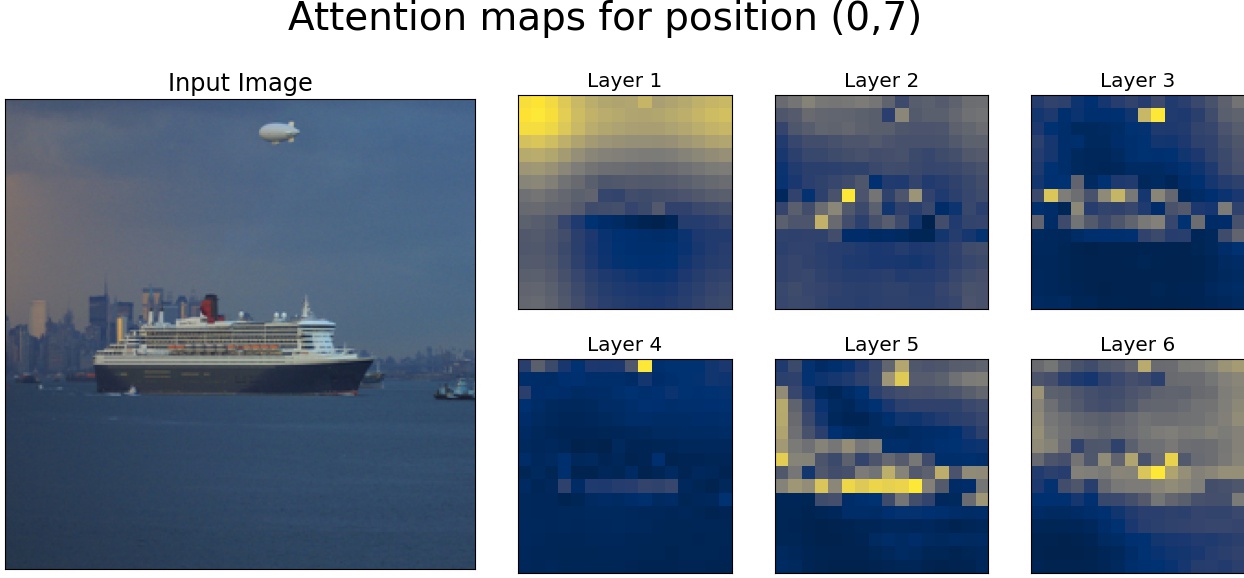 Attention maps for position (0,7)
Input Image
Layer 1
Layer 2
Layer 3
Layer 4
Layer 5
Layer 6